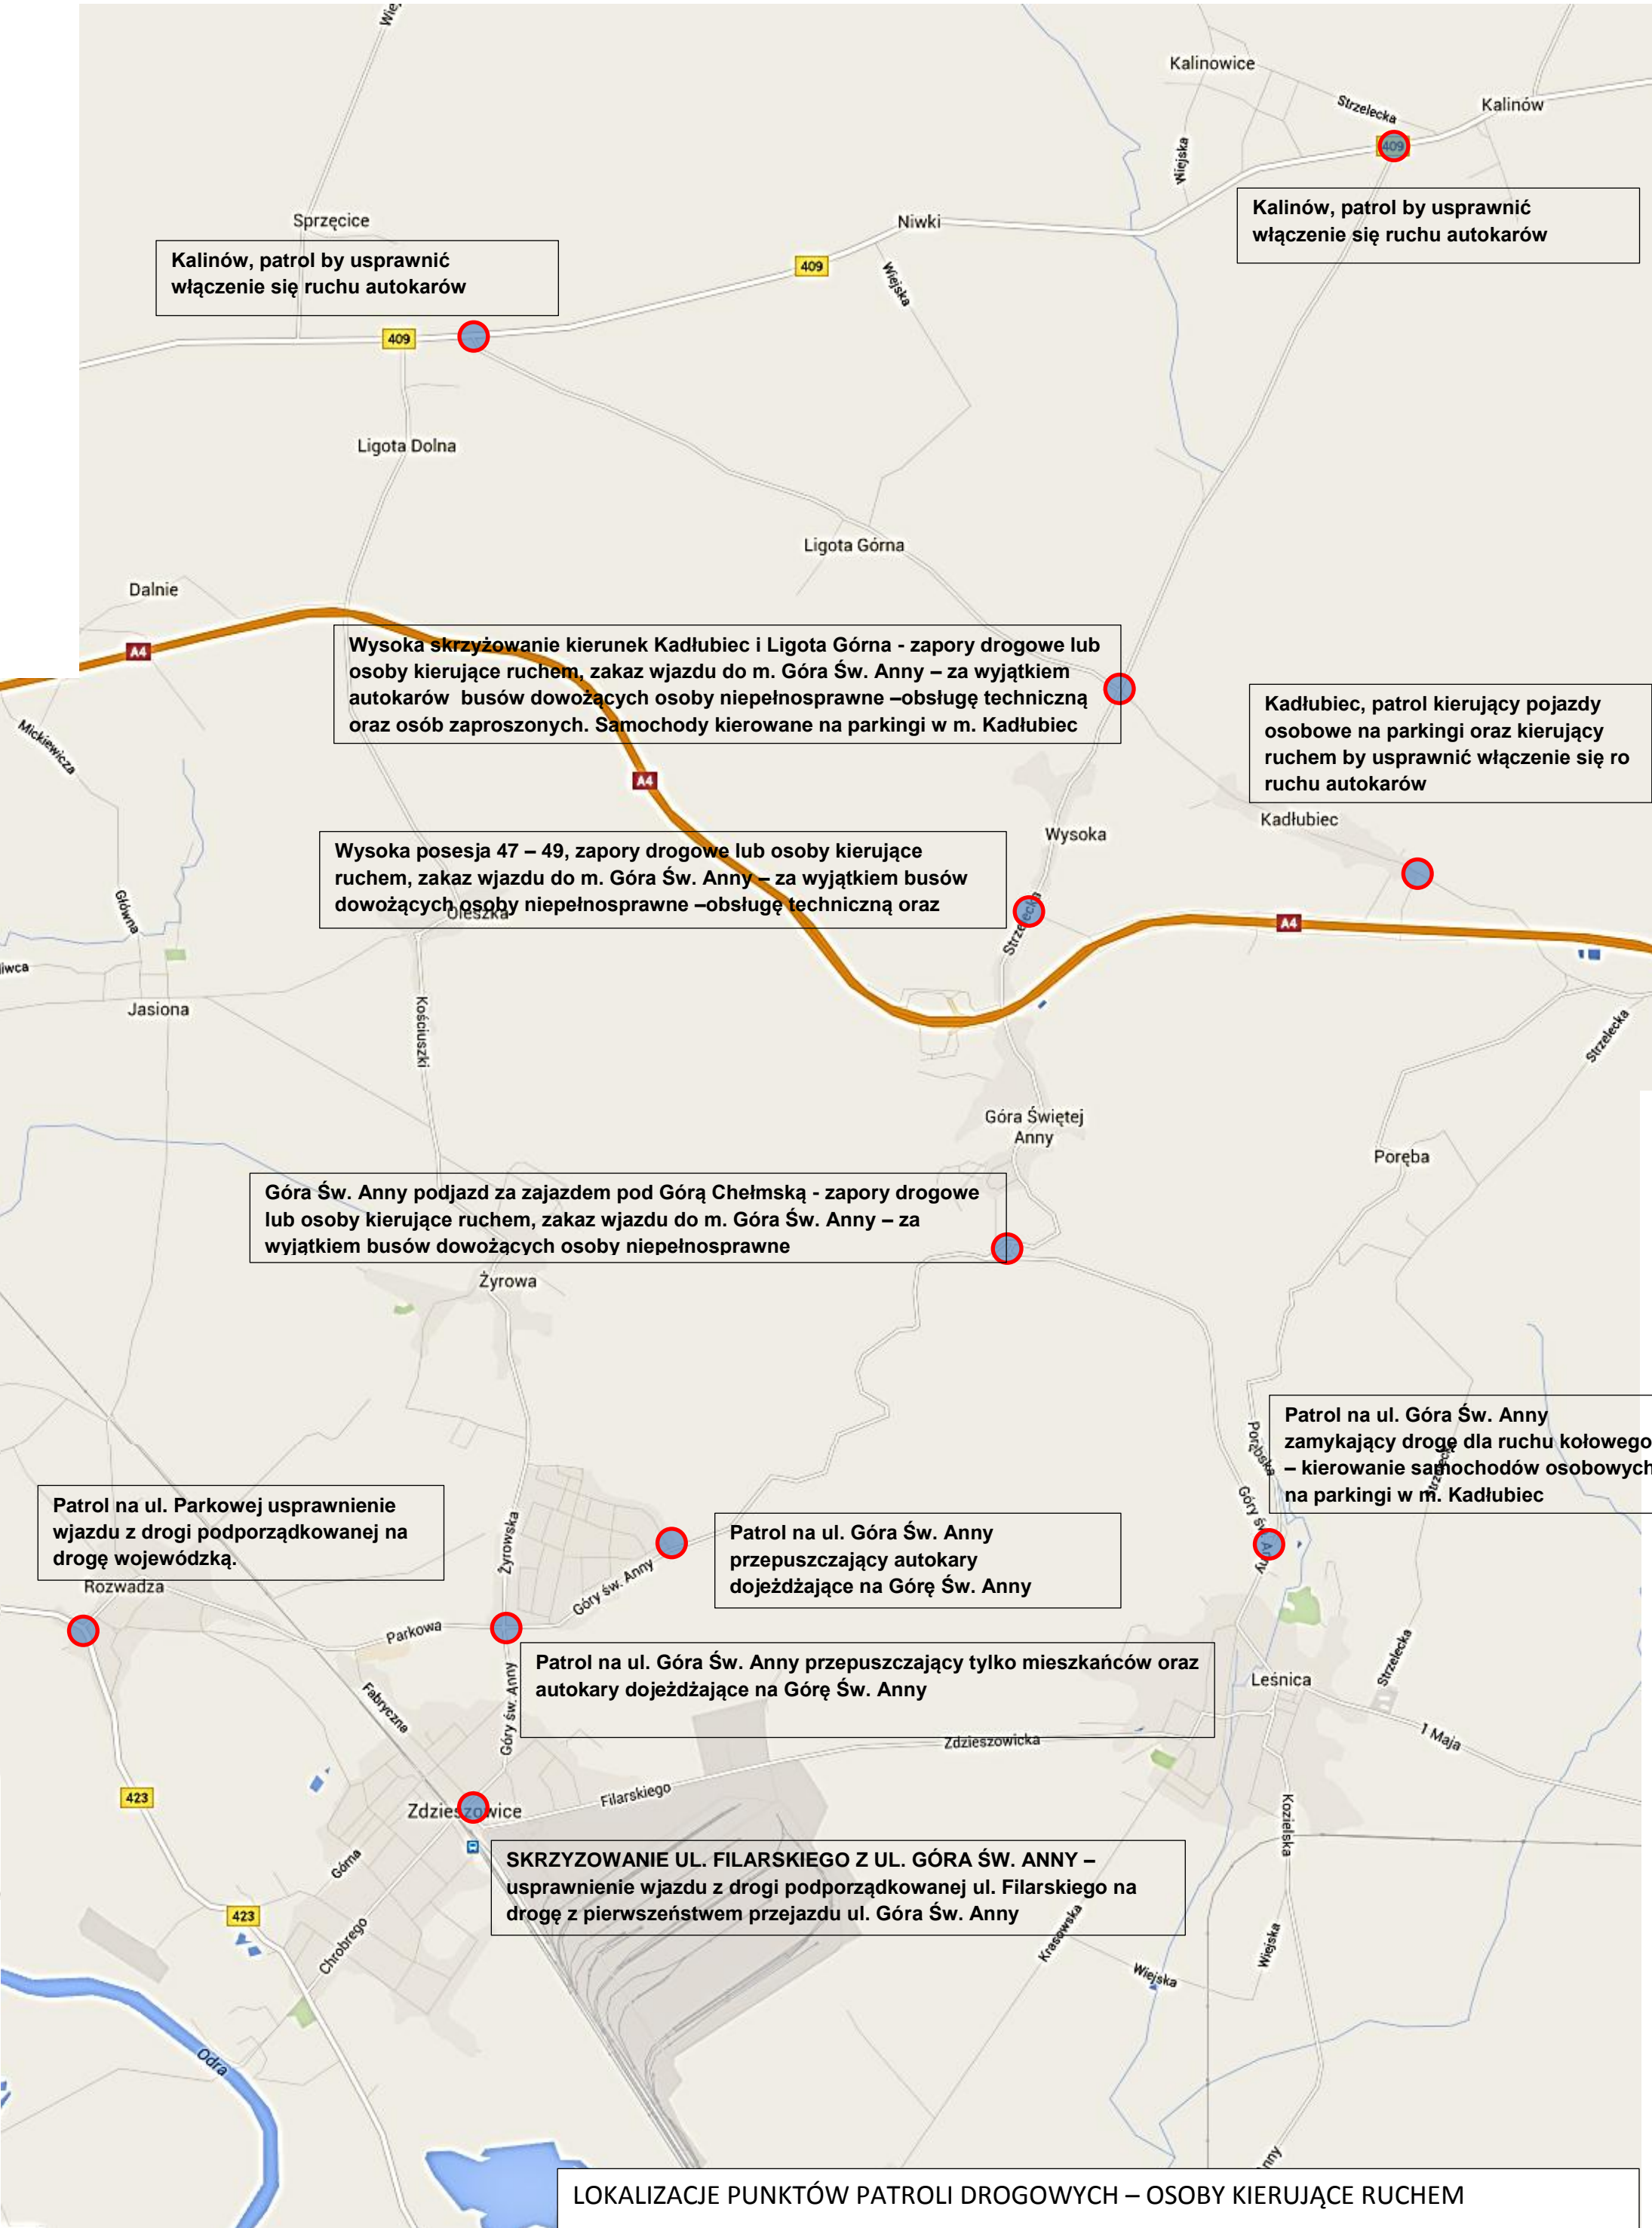 Kalinowice
Strzelecka
Kalinów
409
Wiejska
Kalinów, patrol by usprawnić
włączenie się ruchu autokarów
Sprzęcice
Niwki
Kalinów, patrol by usprawnić
włączenie się ruchu autokarów
409
Wiejska
409
Ligota Dolna
Ligota Górna
Dalnie
A4
Wysoka skrzyżowanie kierunek Kadłubiec i Ligota Górna - zapory drogowe lub
osoby kierujące ruchem, zakaz wjazdu do m. Góra Św. Anny – za wyjątkiem
autokarów busów dowożących osoby niepełnosprawne –obsługę techniczną
oraz osób zaproszonych. Samochody kierowane na parkingi w m. Kadłubiec
Kadłubiec, patrol kierujący pojazdy
osobowe na parkingi oraz kierujący
ruchem by usprawnić włączenie się ro
ruchu autokarów
Mickiewicza
A4
Kadłubiec
Wysoka
Wysoka posesja 47 – 49, zapory drogowe lub osoby kierujące
ruchem, zakaz wjazdu do m. Góra Św. Anny – za wyjątkiem busów
dowożących osoby niepełnosprawne –obsługę techniczną oraz
Oleszka
Główna
Strzelecka
A4
iwca
Jasiona
Kościuszki
Strzelecka
Góra Świętej
Anny
Poręba
Góra Św. Anny podjazd za zajazdem pod Górą Chełmską - zapory drogowe
lub osoby kierujące ruchem, zakaz wjazdu do m. Góra Św. Anny – za
wyjątkiem busów dowożących osoby niepełnosprawne
Żyrowa
Porębska
Patrol na ul. Góra Św. Anny
zamykający drogę dla ruchu kołowego
– kierowanie samochodów osobowych
na parkingi w m. Kadłubiec
Strzelecka
Góry św. Anny
Patrol na ul. Parkowej usprawnienie
wjazdu z drogi podporządkowanej na
drogę wojewódzką.
Żyrowska
Patrol na ul. Góra Św. Anny
przepuszczający autokary
dojeżdżające na Górę Św. Anny
Rozwadza
Góry św. Anny
Parkowa
Patrol na ul. Góra Św. Anny przepuszczający tylko mieszkańców oraz
autokary dojeżdżające na Górę Św. Anny
Strzelecka
Leśnica
Fabryczna
Góry św. Anny
Zdzieszowicka
1 Maja
423
Filarskiego
Zdzieszowice
Kozielska
Górna
SKRZYZOWANIE UL. FILARSKIEGO Z UL. GÓRA ŚW. ANNY –
usprawnienie wjazdu z drogi podporządkowanej ul. Filarskiego na
drogę z pierwszeństwem przejazdu ul. Góra Św. Anny
423
Chrobrego
Krasowska
Wiejska
Wiejska
Odra
LOKALIZACJE PUNKTÓW PATROLI DROGOWYCH – OSOBY KIERUJĄCE RUCHEM